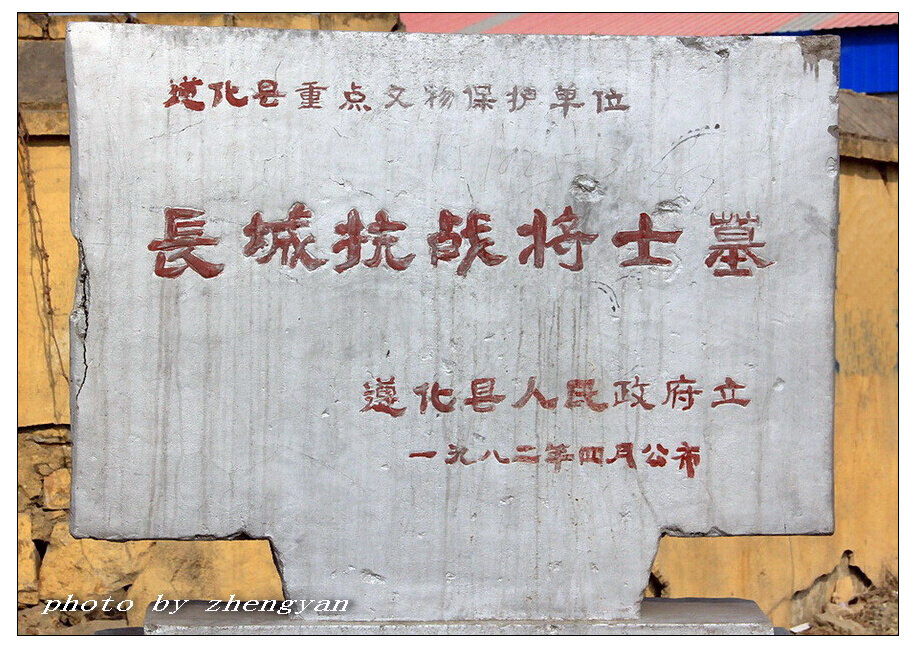 遵化县重点文物保护单位
長城抗战将士墓
遵化县人民政府立
一九八二年四月公布
photo by zhengyan